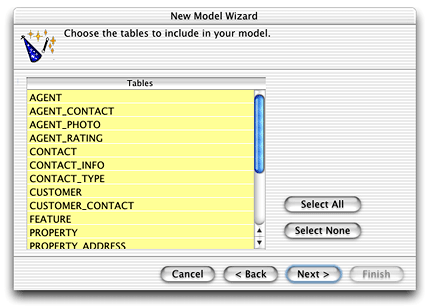 New Model Wizard
Choose the tables to include in your model.
Tables
AGENT
AGENT_CONTACT
AGENT_PHOTO
AGENT_RATING
CONTACT
CONTACT_INFO
CONTACT_TYPE
CUSTOMER
CUSTOMER_CONTACT
FEATURE
PROPERTY
PROPERTY_ADDRESS
Select All
Select None
Cancel
< Back
Next >
Finish